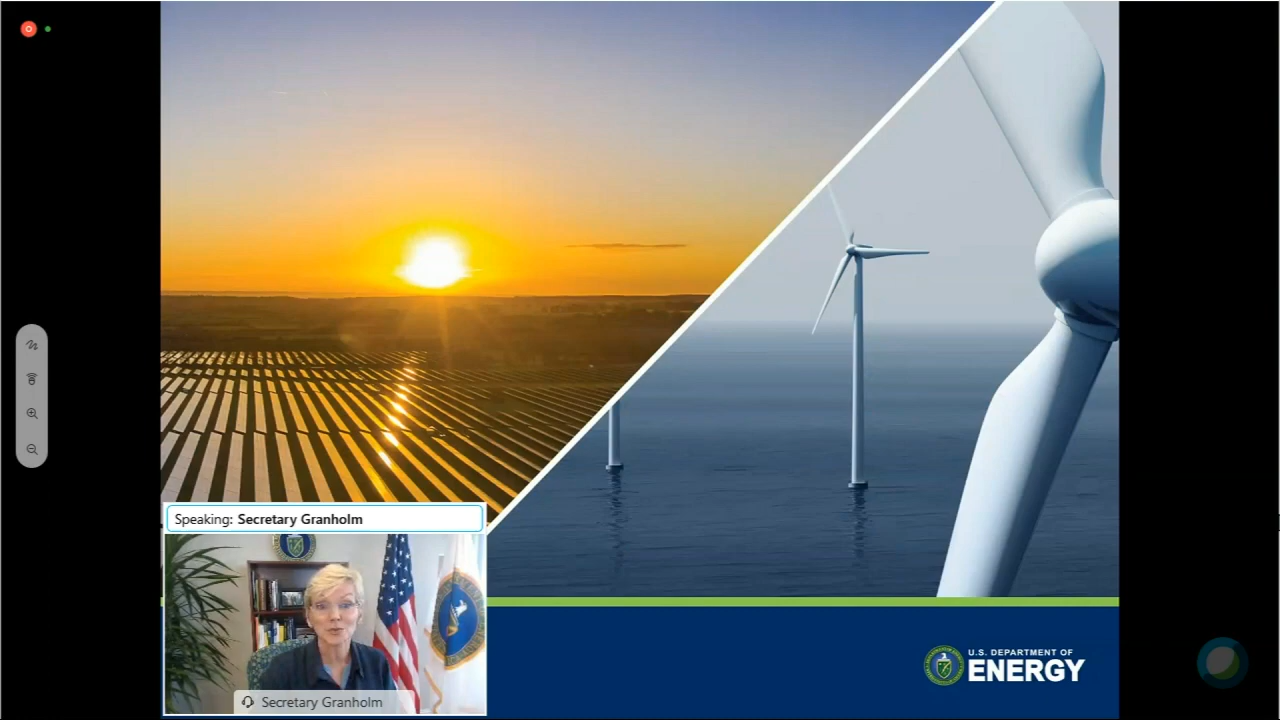 Speaking: Secretary Granholm
Secretary Granholm
U.S. DEPARTMENT OF
ENERGY